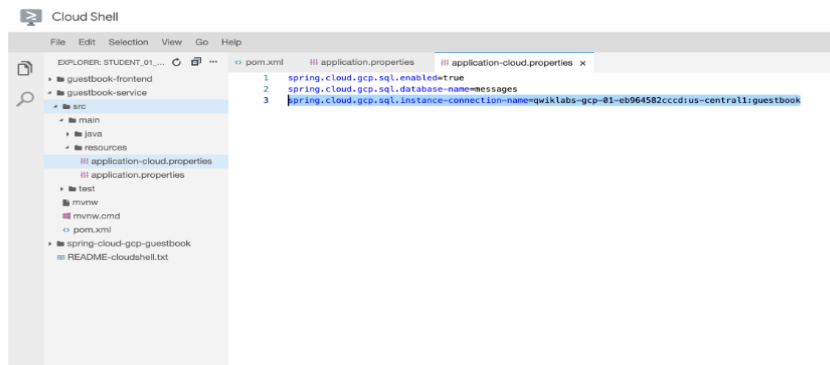 Cloud Shell
File Edit Selection View Go Help
EXPLORER: STUDENT_01_...
pom.xml application.properties application-cloud.properties ×
guestbook-frontend
guestbook-service
src
main
java
resources
application-cloud.properties
application.properties
test
mvnw
mvnw.cmd
pom.xml
spring-cloud-gcp-guestbook
README-cloudshell.txt
1 spring.cloud.gcp.sql.enabled=true
2 spring.cloud.gcp.sql.database-name=messages
3 spring.cloud.gcp.sql.instance-connection-name=qwiklabs-gcp-01-eb964582cccd:us-central1:guestbook